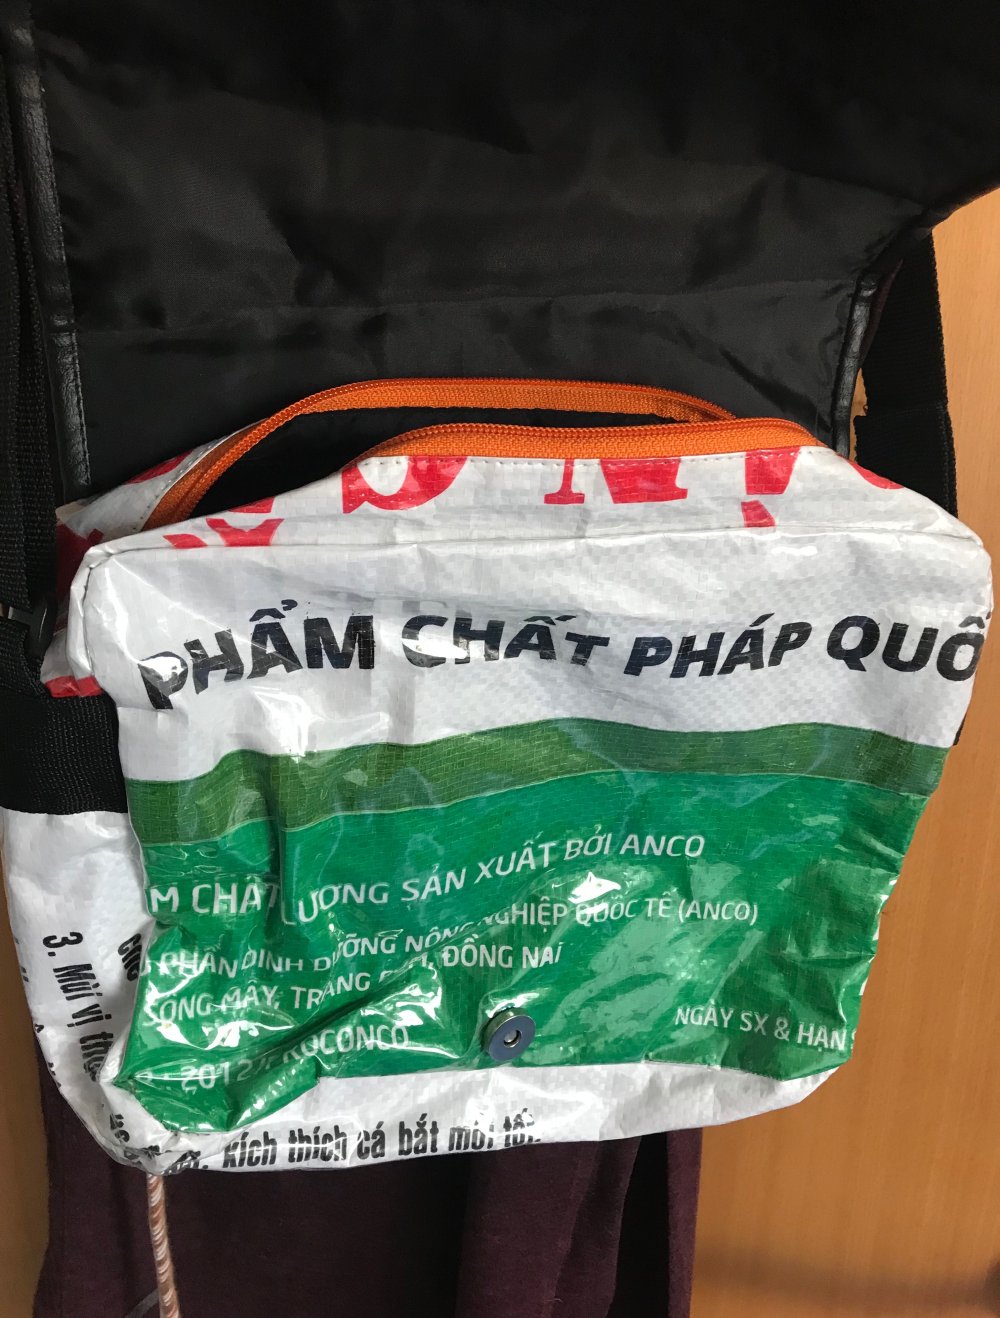 PHẨM CHẤT PHÁP QUỐ
M CHẤT LƯỢNG SẢN XUẤT BỞI ANCO
PHẦN DINH DƯỠNG NÔNG NGHIỆP QUỐC TẾ (ANCO)
SÔNG MÂY, TRẢNG ĐỒNG NAI
2012
NGÀY SX & HẠN
3. Mùi vị
kích thích cá bắt mồi tốt.